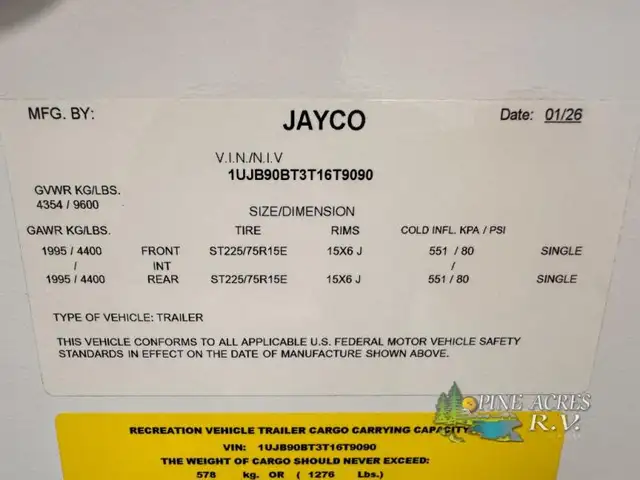 MFG. BY: JAYCO Date: 01/26
V.I.N./N.I.V
1UJB90BT3T16T9090
GVWR KG/LBS.
4354 / 9600
SIZE/DIMENSION
GAWR KG/LBS. TIRE RIMS COLD INFL. KPA / PSI
1995 / 4400 FRONT ST225/75R15E 15X6 J 551 / 80 SINGLE
/ INT /
1995 / 4400 REAR ST225/75R15E 15X6 J 551 / 80 SINGLE
TYPE OF VEHICLE: TRAILER
THIS VEHICLE CONFORMS TO ALL APPLICABLE U.S. FEDERAL MOTOR VEHICLE SAFETY
STANDARDS IN EFFECT ON THE DATE OF MANUFACTURE SHOWN ABOVE.
PINE ACRES
R.V.
RECREATION VEHICLE TRAILER CARGO CARRYING CAPACITY
VIN: 1UJB90BT3T16T9090
THE WEIGHT OF CARGO SHOULD NEVER EXCEED:
578 kg. OR ( 1276 Lbs.)